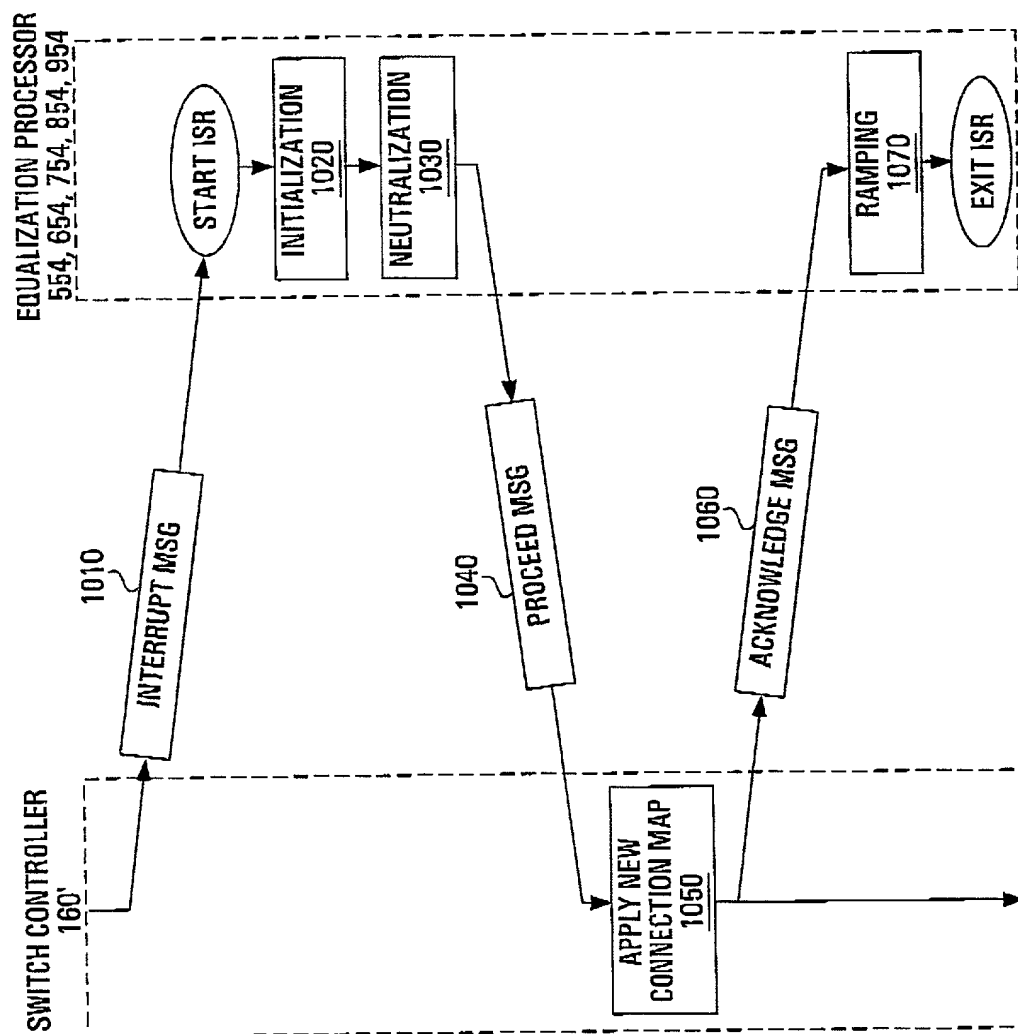 SWITCH CONTROLLER
160'
EQUALIZATION PROCESSOR
554, 654, 754, 854, 954
1010
INTERRUPT MSG
START ISR
INITIALIZATION
1020
NEUTRALIZATION
1030
1040
PROCEED MSG
APPLY NEW
CONNECTION MAP
1050
1060
ACKNOWLEDGE MSG
RAMPING
1070
EXIT ISR